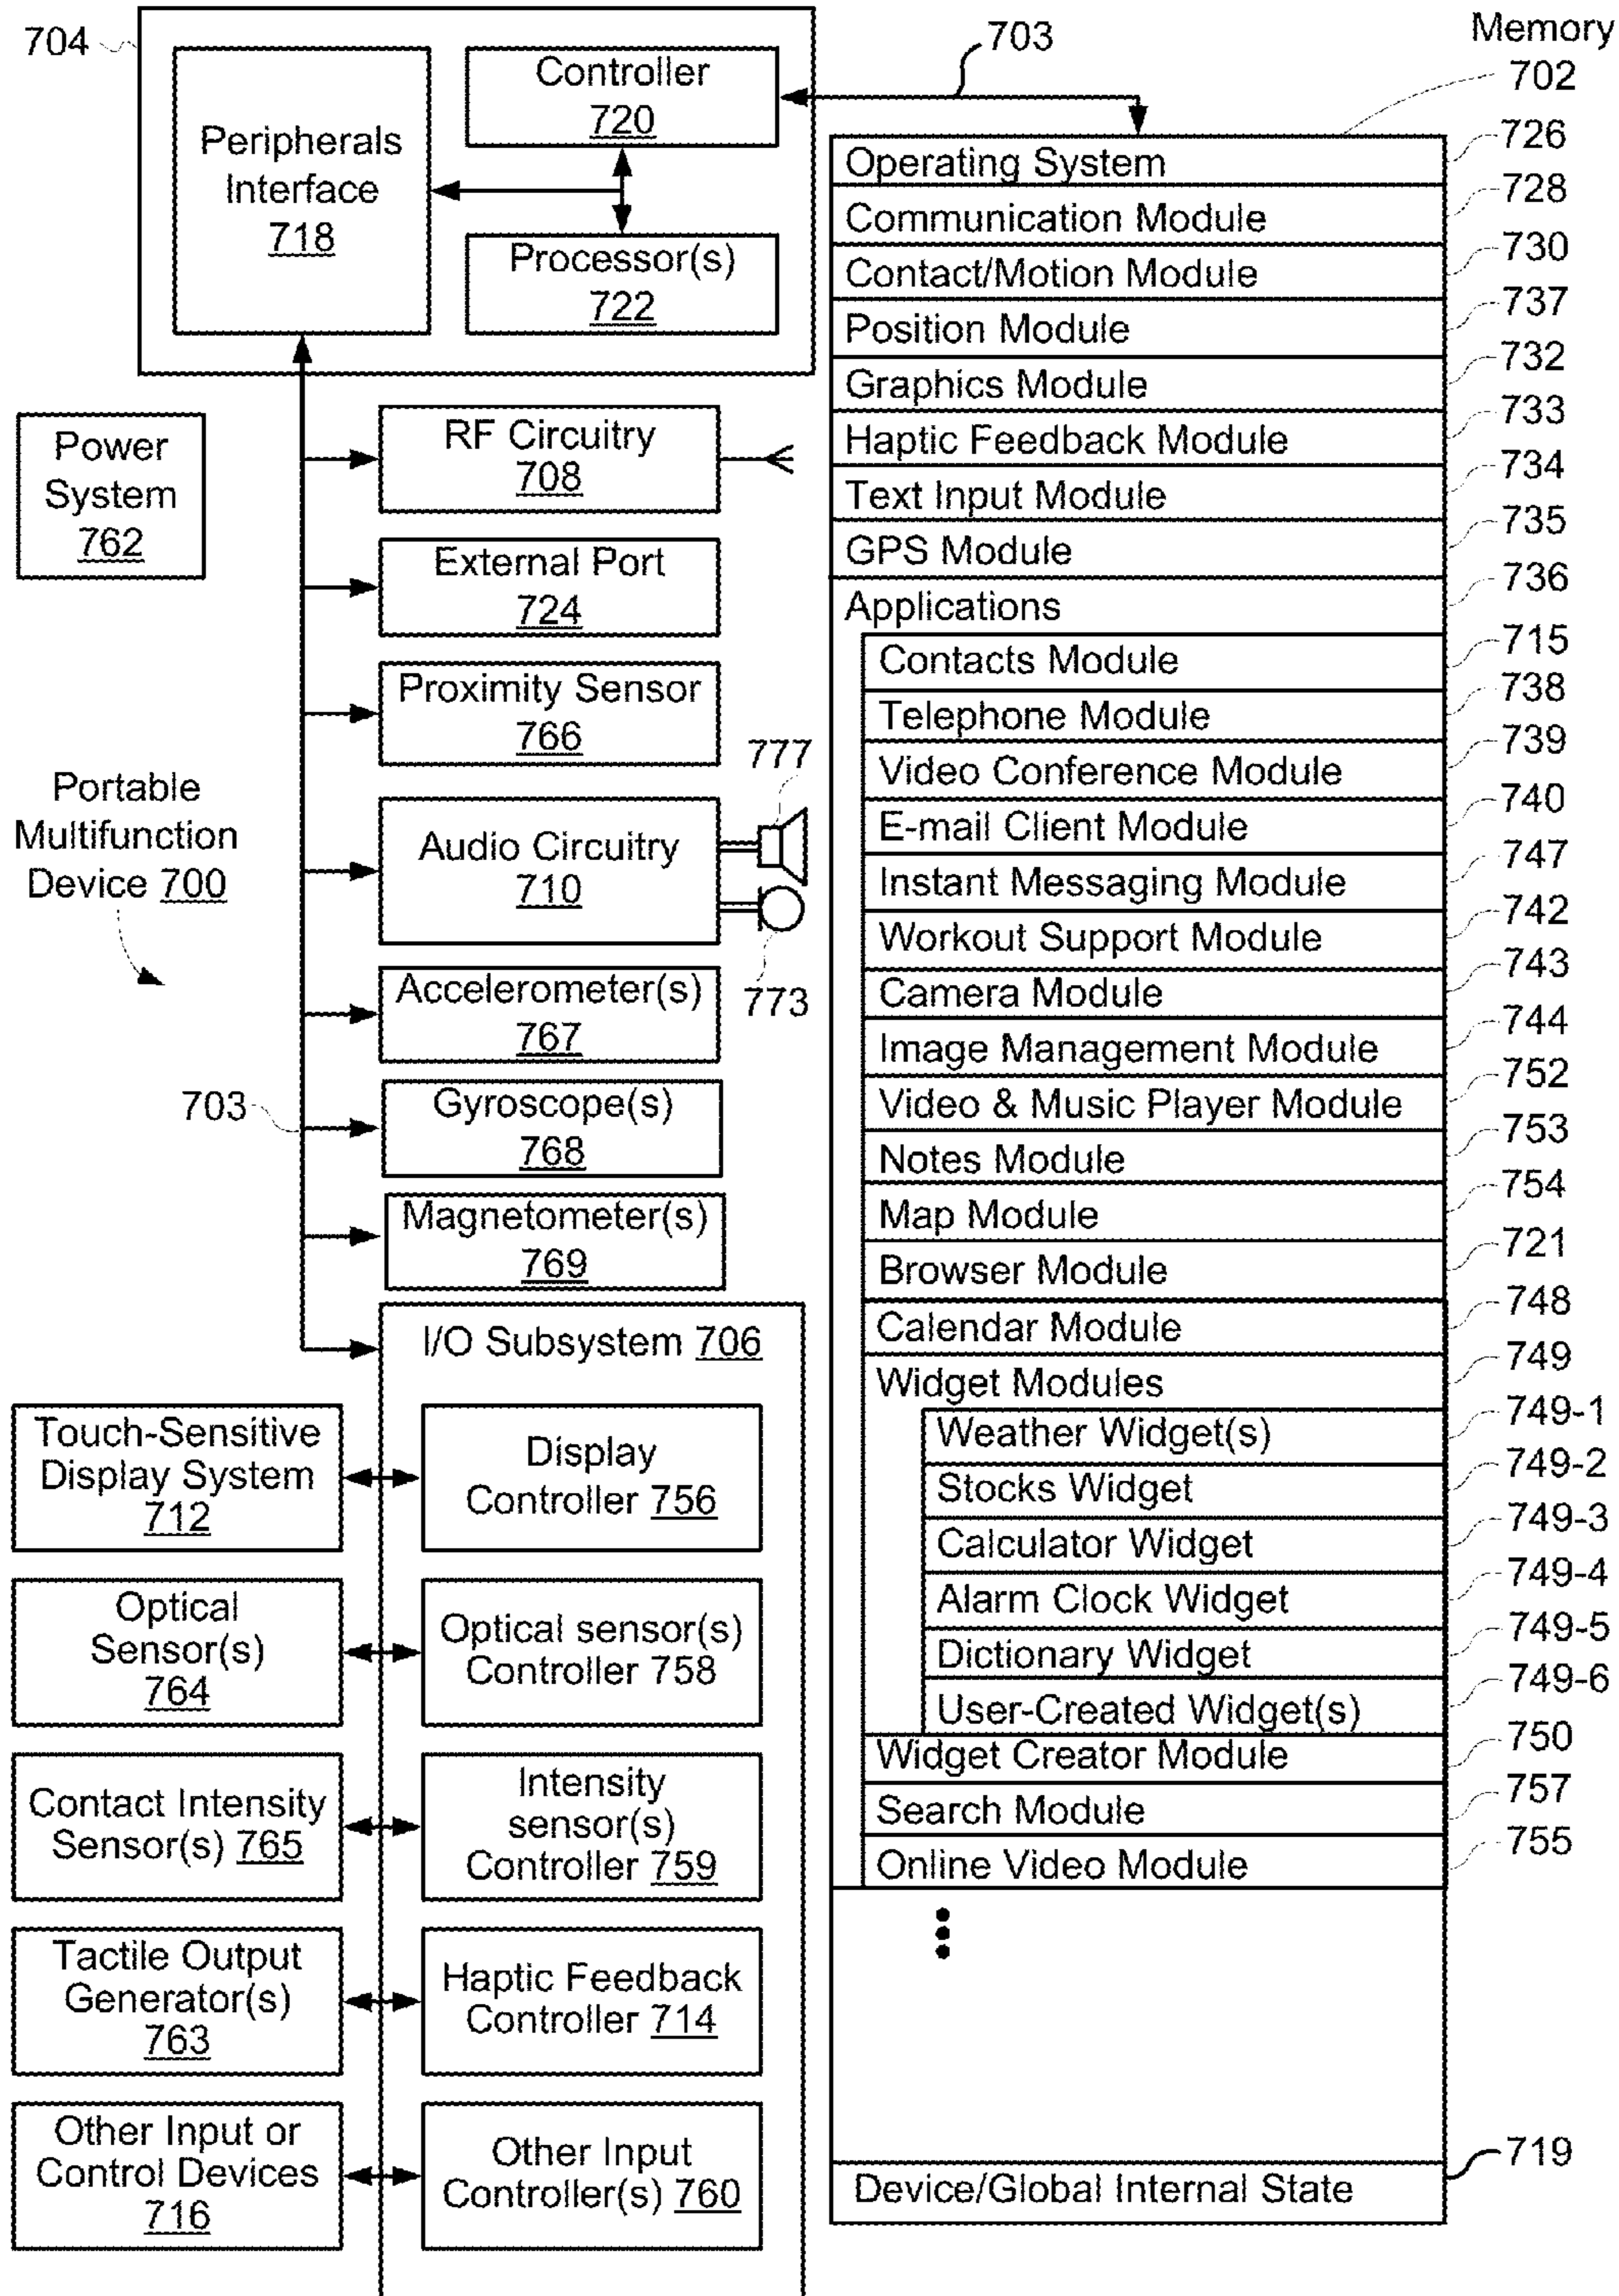 704
Peripherals
Interface
718
Controller
720
Processor(s)
722
703
Memory
702
Power
System
762
RF Circuitry
708
External Port
724
Proximity Sensor
766
Portable
Multifunction
Device 700
Audio Circuitry
710
777
773
Accelerometer(s)
767
703
Gyroscope(s)
768
Magnetometer(s)
769
I/O Subsystem 706
Touch-Sensitive
Display System
712
Display
Controller 756
Optical
Sensor(s)
764
Optical sensor(s)
Controller 758
Contact Intensity
Sensor(s) 765
Intensity
sensor(s)
Controller 759
Tactile Output
Generator(s)
763
Haptic Feedback
Controller 714
Other Input or
Control Devices
716
Other Input
Controller(s) 760
Operating System 726
Communication Module 728
Contact/Motion Module 730
Position Module 737
Graphics Module 732
Haptic Feedback Module 733
Text Input Module 734
GPS Module 735
Applications 736
Contacts Module 715
Telephone Module 738
Video Conference Module 739
E-mail Client Module 740
Instant Messaging Module 747
Workout Support Module 742
Camera Module 743
Image Management Module 744
Video & Music Player Module 752
Notes Module 753
Map Module 754
Browser Module 721
Calendar Module 748
Widget Modules 749
Weather Widget(s) 749-1
Stocks Widget 749-2
Calculator Widget 749-3
Alarm Clock Widget 749-4
Dictionary Widget 749-5
User-Created Widget(s) 749-6
Widget Creator Module 750
Search Module 757
Online Video Module 755
Device/Global Internal State 719